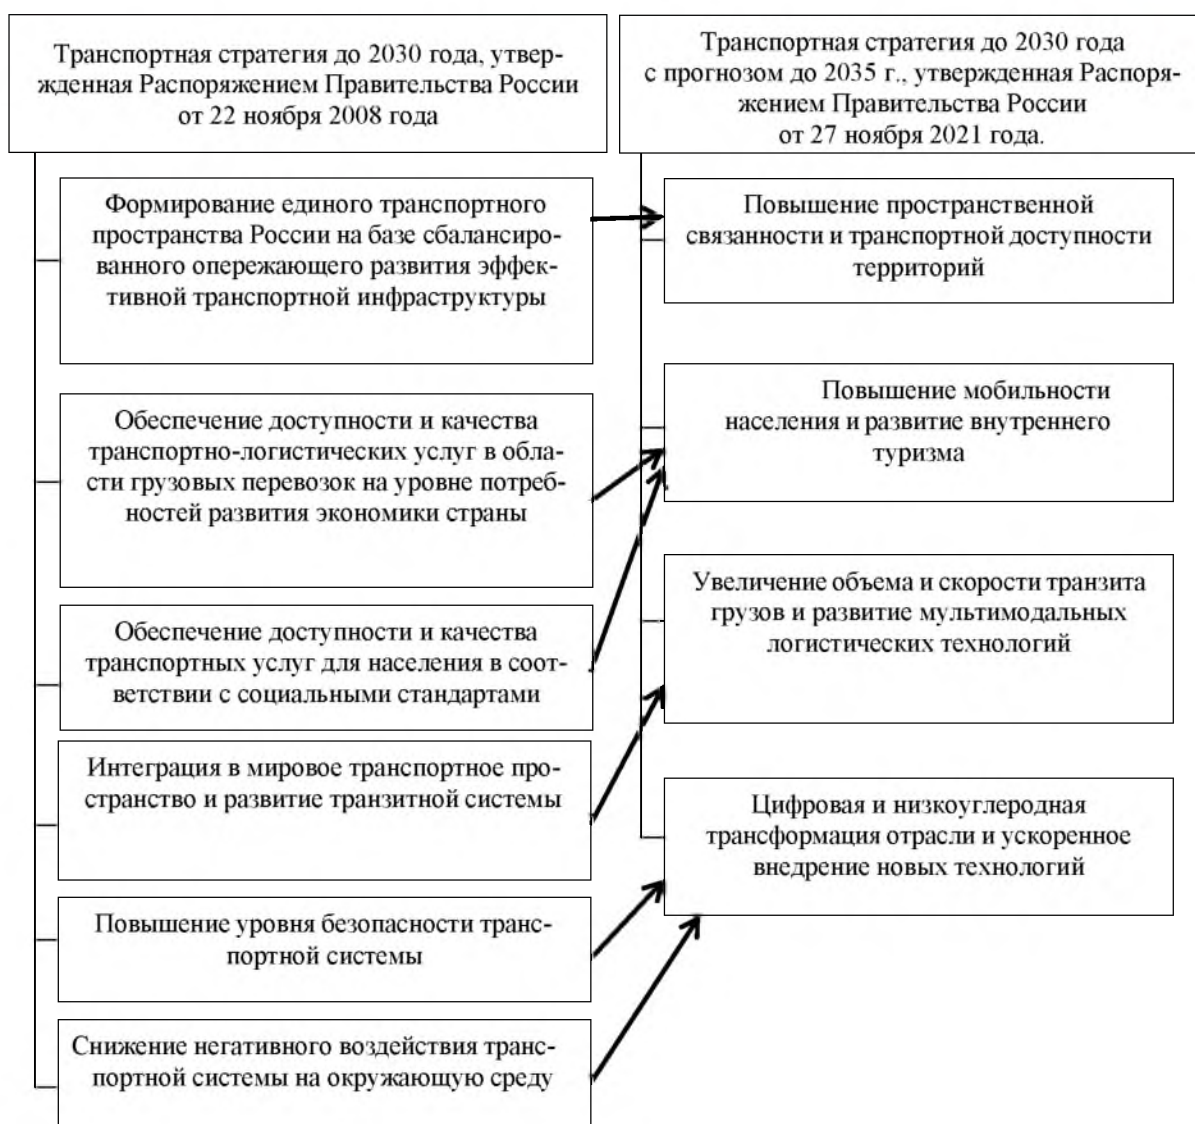 Транспортная стратегия до 2030 года, утвер-
жденная Распоряжением Правительства России
от 22 ноября 2008 года
Формирование единого транспортного
пространства России на базе сбалансиро-
ванного опережающего развития эффек-
тивной транспортной инфраструктуры
Обеспечение доступности и качества
транспортно-логистических услуг в обла-
сти грузовых перевозок на уровне потреб-
ностей развития экономики страны
Обеспечение доступности и качества
транспортных услуг для населения в соот-
ветствии с социальными стандартами
Интеграция в мировое транспортное про-
странство и развитие транзитной системы
Повышение уровня безопасности транс-
портной системы
Снижение негативного воздействия транс-
портной системы на окружающую среду
Транспортная стратегия до 2030 года
с прогнозом до 2035 г., утвержденная Распоря-
жением Правительства России
от 27 ноября 2021 года.
Повышение пространственной
связанности и транспортной доступности
территорий
Повышение мобильности
населения и развитие внутреннего
туризма
Увеличение объема и скорости транзита
грузов и развитие мультимодальных
логистических технологий
Цифровая и низкоуглеродная
трансформация отрасли и ускоренное
внедрение новых технологий